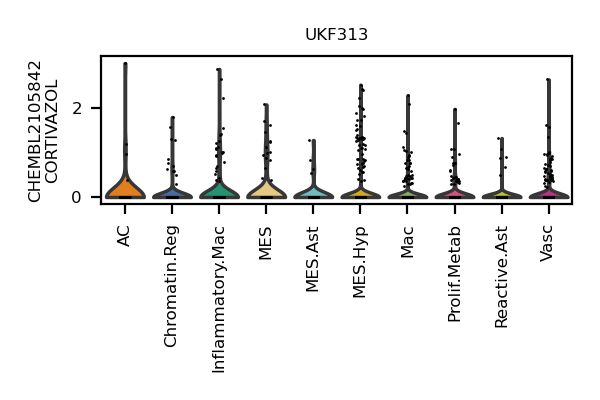 UKF313
CHEMBL2105842
CORTIVAZOL
2
0
AC
Chromatin.Reg
Inflammatory.Mac
MES
MES.Ast
MES.Hyp
Mac
Prolif.Metab
Reactive.Ast
Vasc